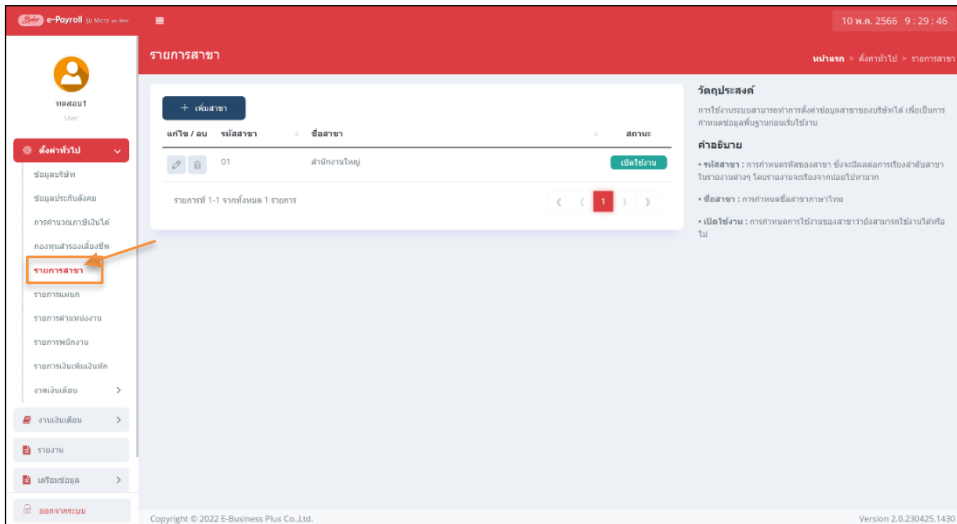 e-Payroll รุ่น Micro
10 พ.ค. 2566 9:29:46
รายการสาขา
หน้าแรก > ตั้งค่าทั่วไป > รายการสาขา
ทดสอบ1
User
ตั้งค่าทั่วไป
ข้อมูลบริษัท
ข้อมูลประกันสังคม
การคำนวณภาษีเงินได้
กองทุนสำรองเลี้ยงชีพ
รายการสาขา
รายการแผนก
รายการตำแหน่งงาน
รายการพนักงาน
รายการเงินเพิ่มเงินหัก
งวดเงินเดือน
งานเงินเดือน
รายงาน
เตรียมข้อมูล
ออกจากระบบ
+ เพิ่มสาขา
แก้ไข / ลบ รหัสสาขา ชื่อสาขา สถานะ
01 สำนักงานใหญ่ เปิดใช้งาน
รายการที่ 1-1 จากทั้งหมด 1 รายการ
1
วัตถุประสงค์
การใช้งานระบบสามารถทำการตั้งค่าข้อมูลสาขาของบริษัทได้ เพื่อเป็นการ
กำหนดข้อมูลพื้นฐานก่อนเริ่มใช้งาน
คำอธิบาย
• รหัสสาขา : การกำหนดรหัสของสาขา ซึ่งจะมีผลต่อการเรียงลำดับสาขา
ในรายงานต่างๆ โดยรายงานจะเรียงจากน้อยไปหามาก
• ชื่อสาขา : การกำหนดชื่อสาขาภาษาไทย
• เปิดใช้งาน : การกำหนดการใช้งานของสาขาว่ายังสามารถใช้งานได้หรือ
ไม่
Copyright © 2022 E-Business Plus Co.,Ltd.
Version 2.0.230425.1430